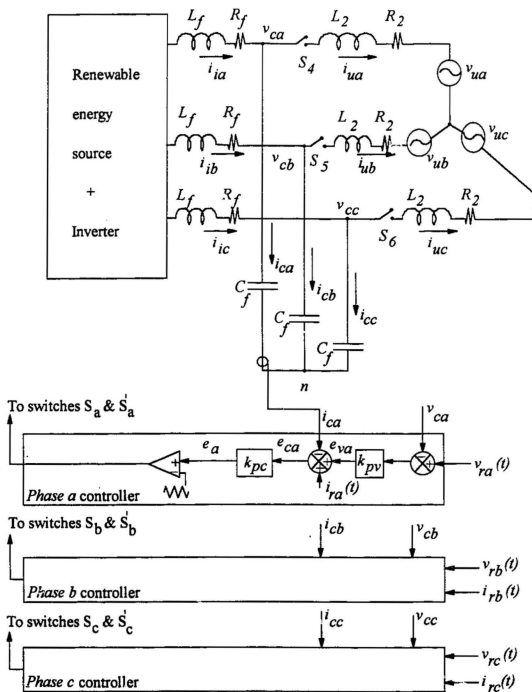 L_f R_f v_ca L_2 R_2
i_ia S_4 i_ua
v_ua
Renewable
energy
source
+
Inverter
L_f R_f L_2 R_2 v_uc
i_ib v_cb S_5 i_ub v_ub
L_f R_f v_cc L_2 R_2
i_ic S_6 i_uc
i_ca
i_cb
i_cc
C_f
C_f
C_f
n
To switches S_a & S'_a
i_ca v_ca
e_a e_ca e_va
k_pc k_pv
+ - + + - +
v_ra(t)
i_ra(t)
Phase a controller
To switches S_b & S'_b
i_cb v_cb
v_rb(t)
Phase b controller i_rb(t)
To switches S_c & S'_c
i_cc v_cc
v_rc(t)
Phase c controller i_rc(t)